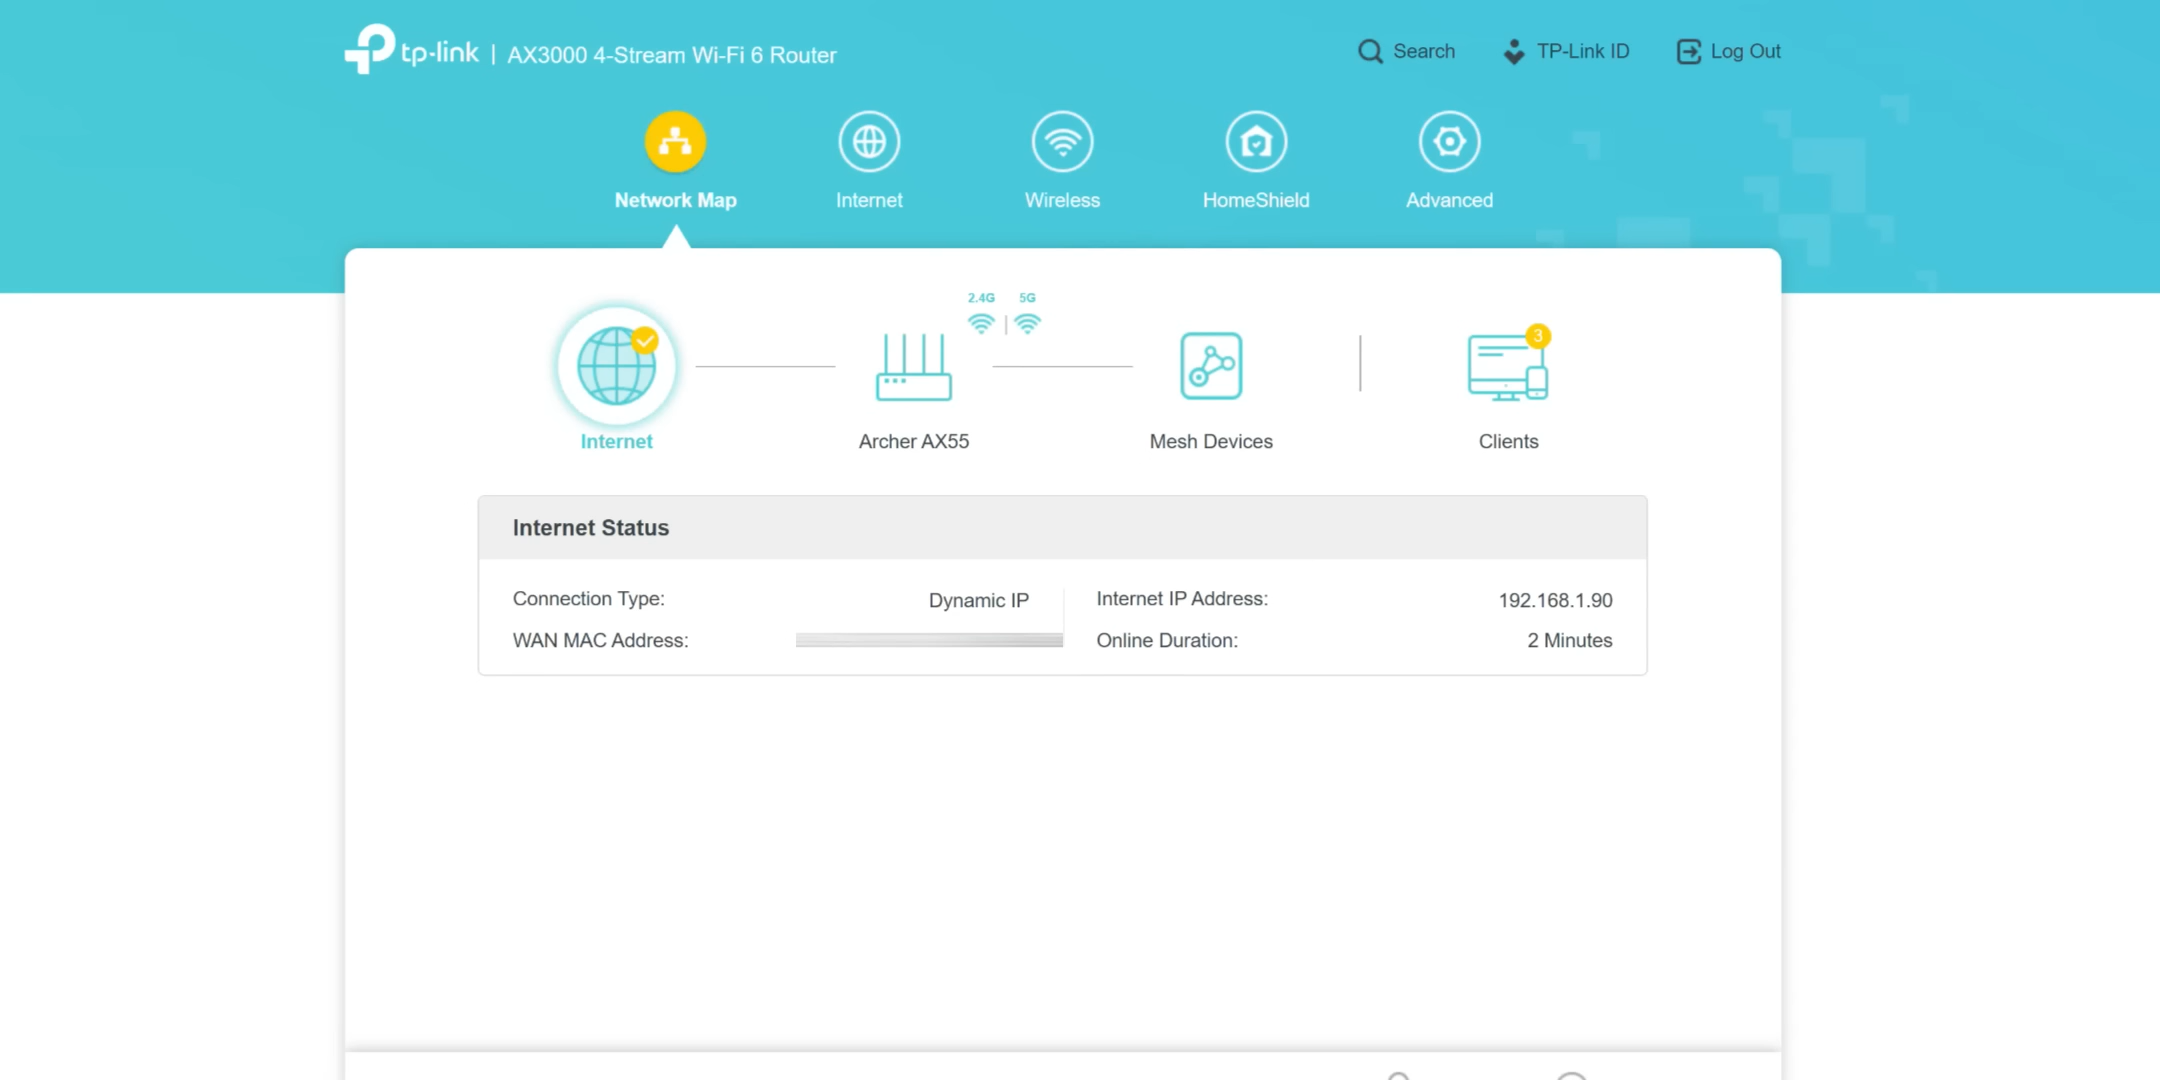 tp-link | AX3000 4-Stream Wi-Fi 6 Router
Search
TP-Link ID
Log Out
Network Map
Internet
Wireless
HomeShield
Advanced
2.4G | 5G
3
Internet
Archer AX55
Mesh Devices
Clients
Internet Status
Connection Type: Dynamic IP
Internet IP Address: 192.168.1.90
WAN MAC Address:
Online Duration: 2 Minutes